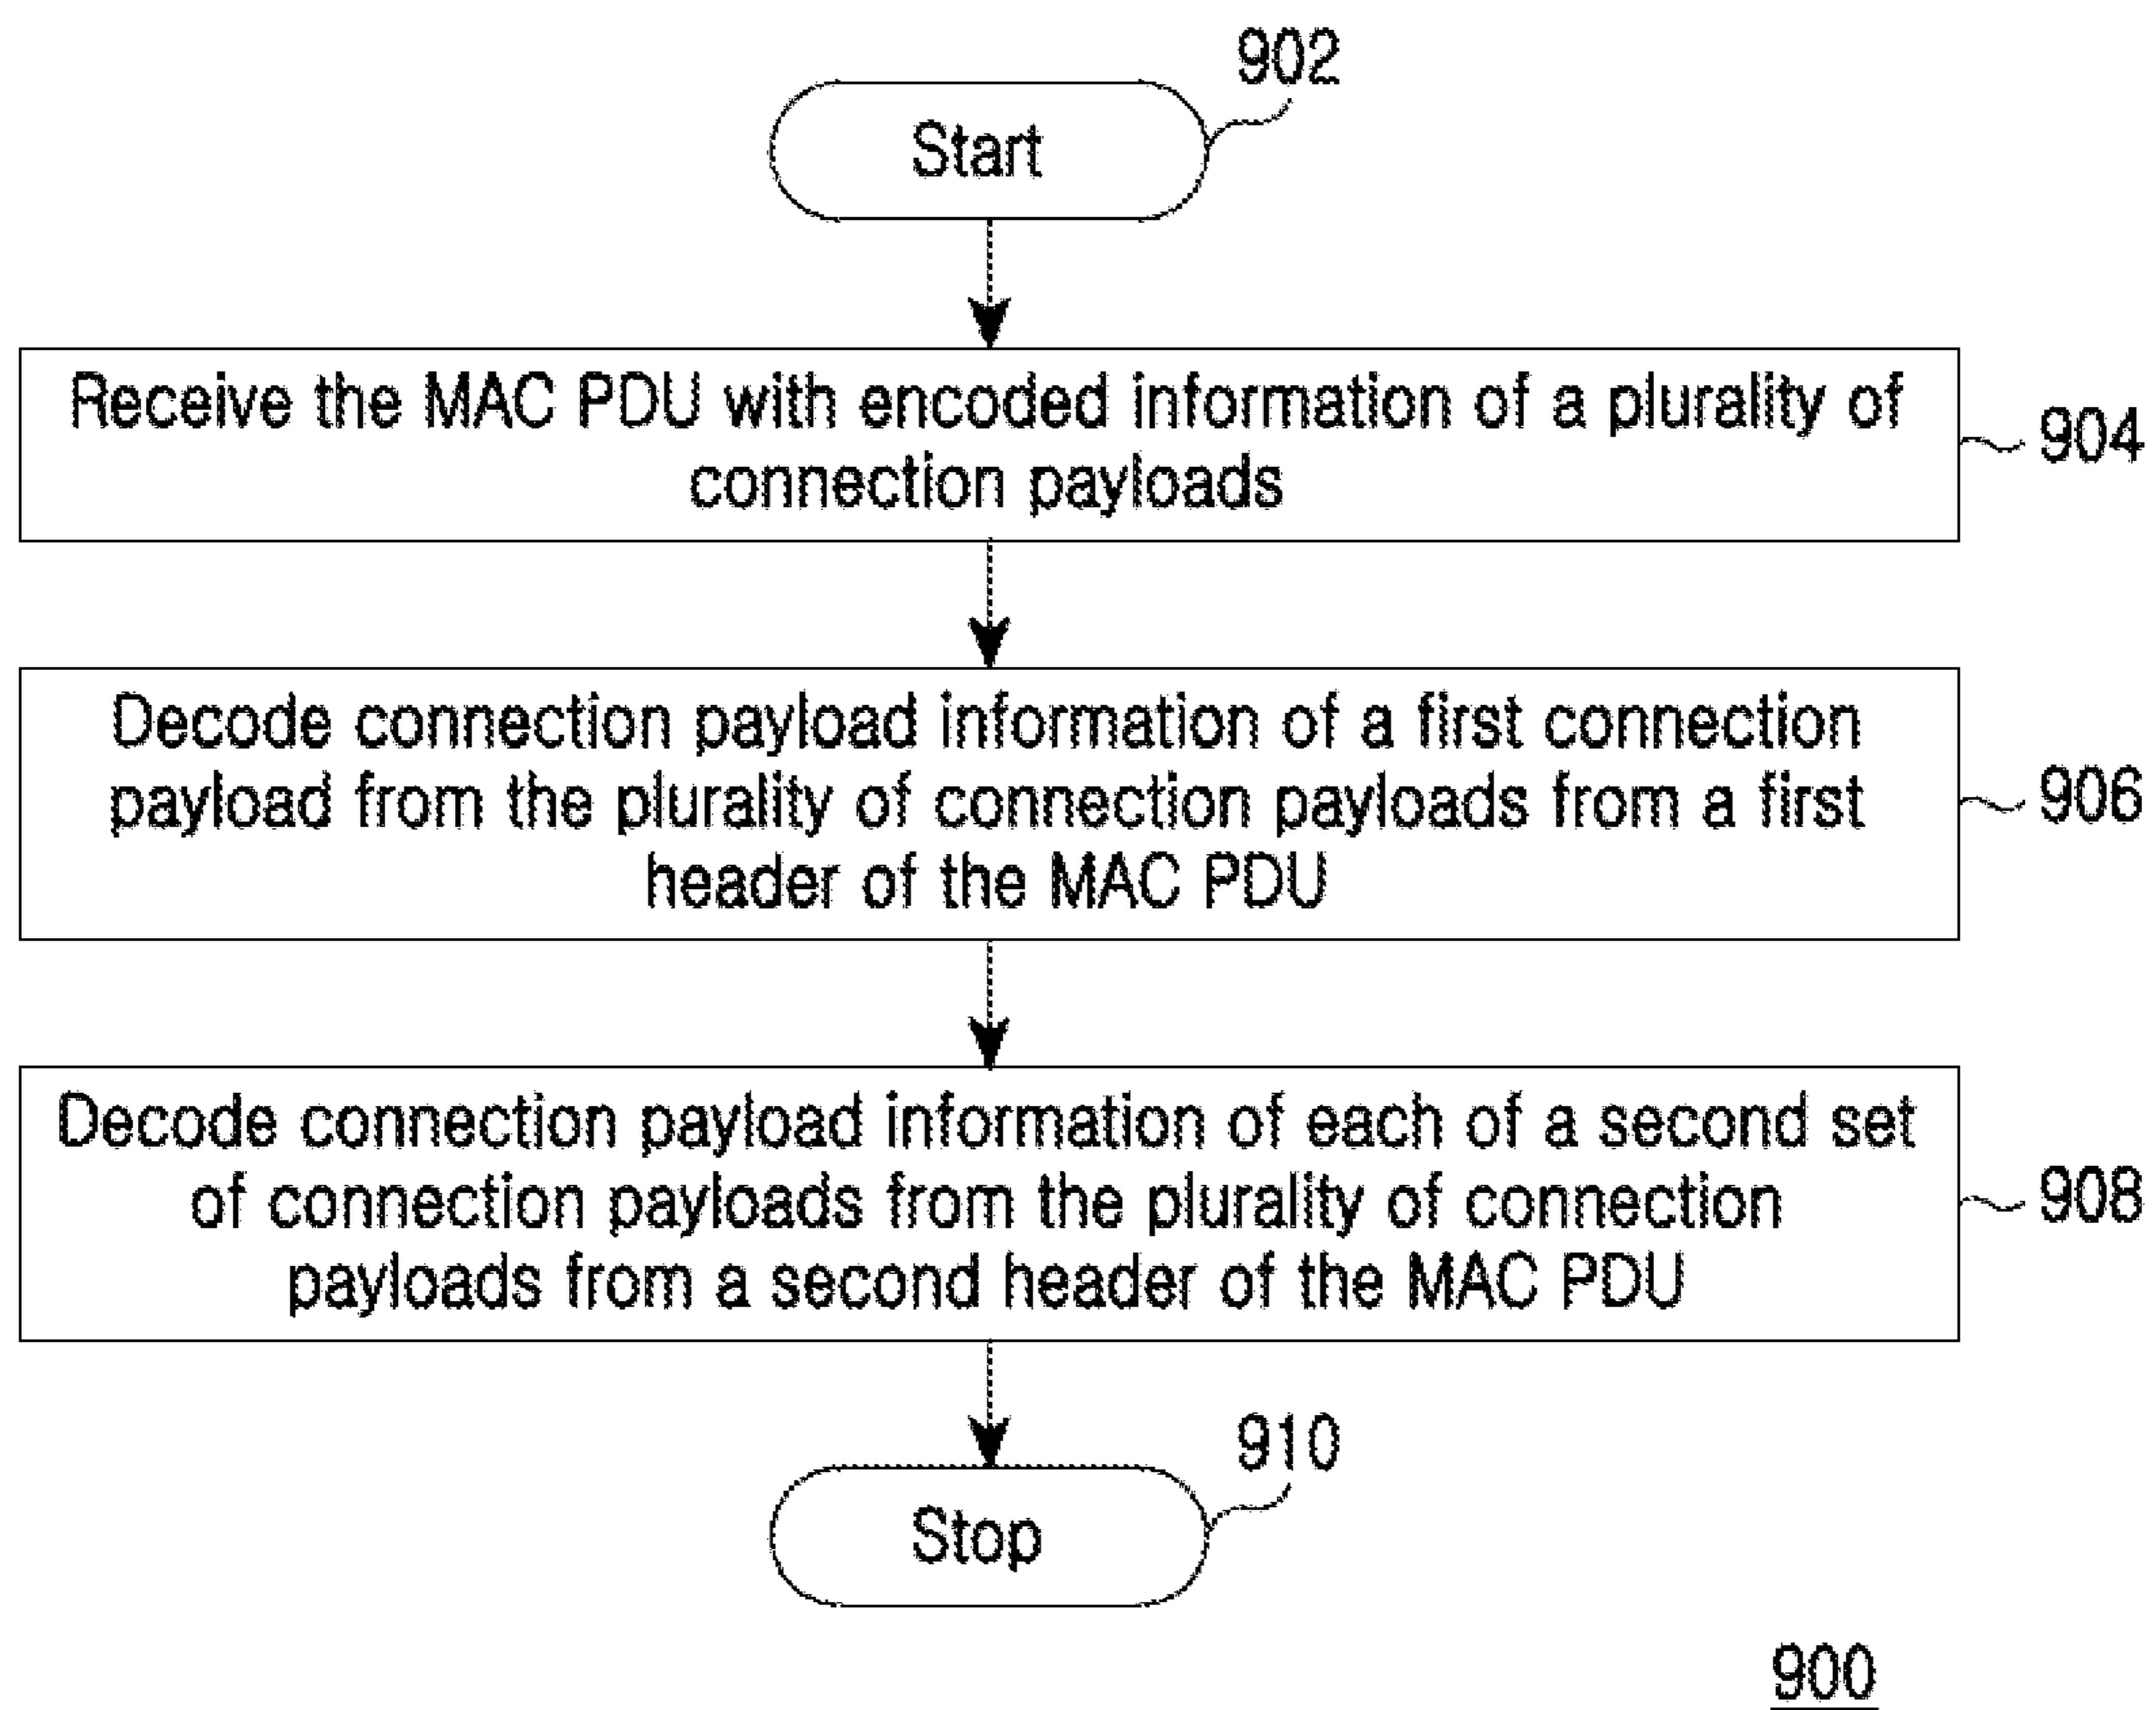 902
Start
Receive the MAC PDU with encoded information of a plurality of
connection payloads
904
Decode connection payload information of a first connection
payload from the plurality of connection payloads from a first
header of the MAC PDU
906
Decode connection payload information of each of a second set
of connection payloads from the plurality of connection
payloads from a second header of the MAC PDU
908
910
Stop
900